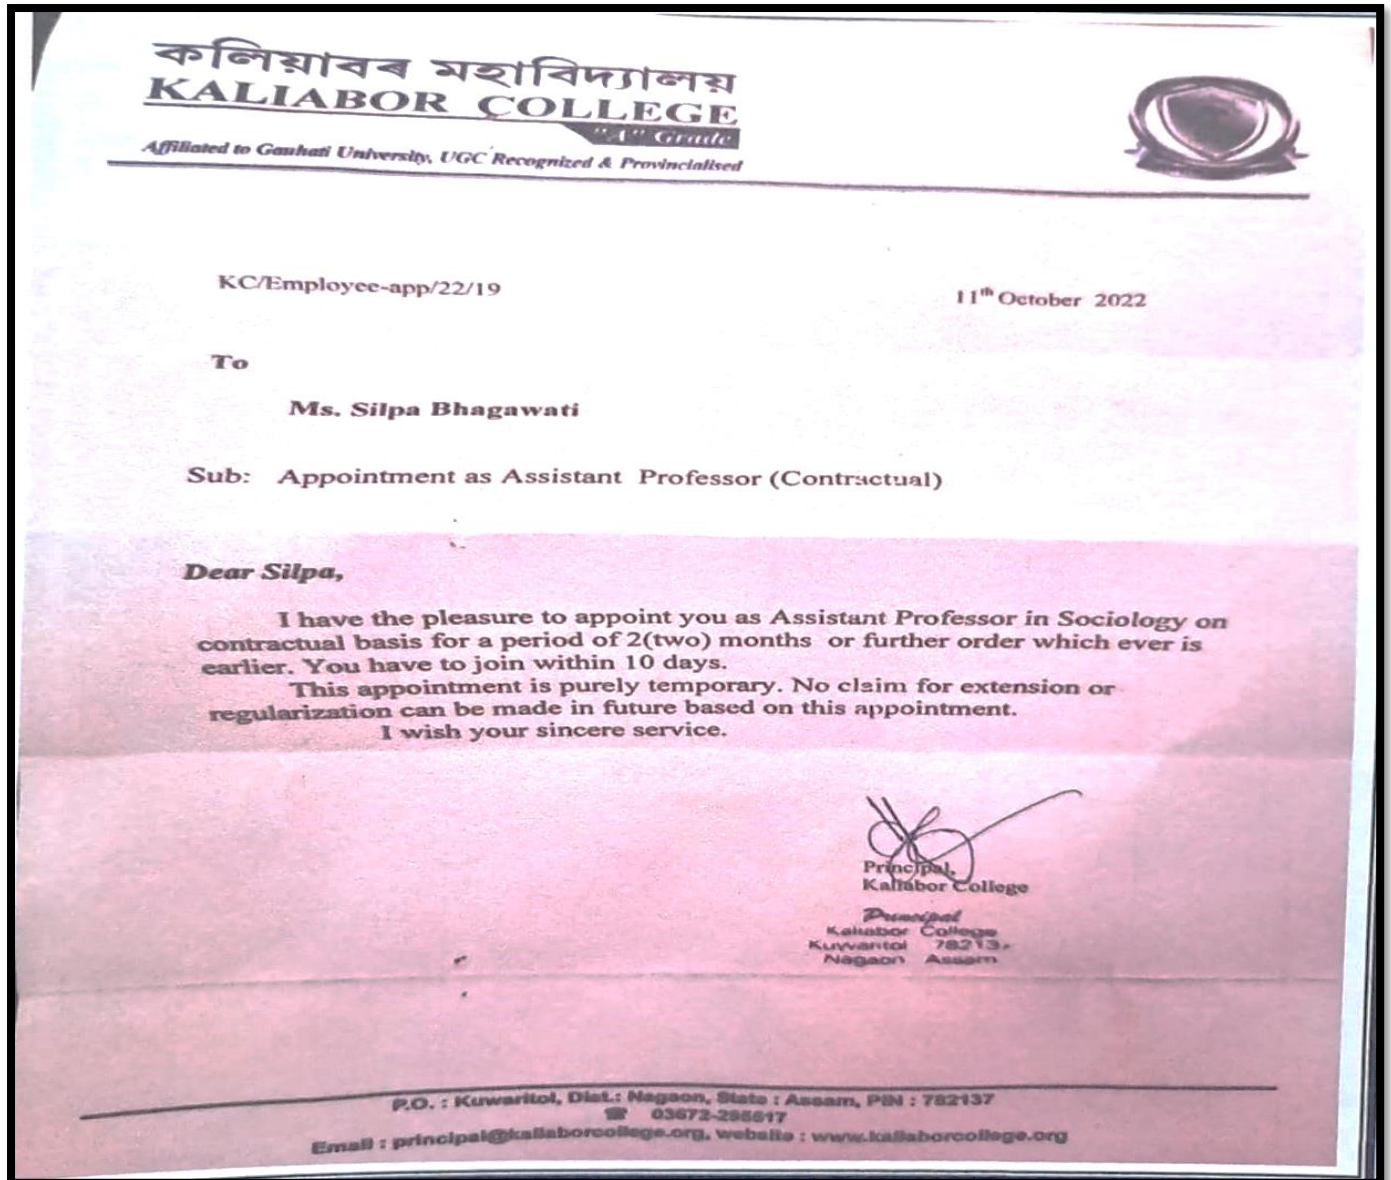 কলিয়াবৰ মহাবিদ্যালয়
KALIABOR COLLEGE
"A" Grade
Affiliated to Gauhati University, UGC Recognized & Provincialised
KC/Employee-app/22/19
11th October 2022
To
Ms. Silpa Bhagawati
Sub: Appointment as Assistant Professor (Contractual)
Dear Silpa,
I have the pleasure to appoint you as Assistant Professor in Sociology on
contractual basis for a period of 2(two) months or further order which ever is
earlier. You have to join within 10 days.
This appointment is purely temporary. No claim for extension or
regularization can be made in future based on this appointment.
I wish your sincere service.
Principal,
Kaliabor College
Principal
Kaliabor College
Kuwaritol
Nagaon Assam
P.O. : Kuwaritol, Dist.: Nagaon, State : Assam, PIN : 782137
☎ 03672-
Email : principal@kaliaborcollege.org, website : www.kaliaborcollege.org